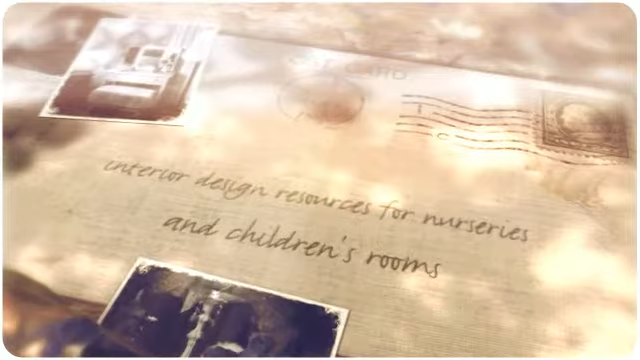 interior design resources for nurseries
and children's rooms